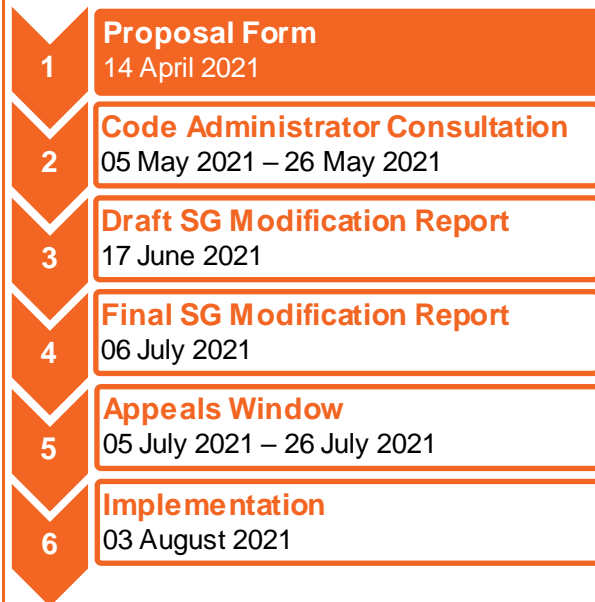 1
Proposal Form
14 April 2021
2
Code Administrator Consultation
05 May 2021 – 26 May 2021
3
Draft SG Modification Report
17 June 2021
4
Final SG Modification Report
06 July 2021
5
Appeals Window
05 July 2021 – 26 July 2021
6
Implementation
03 August 2021